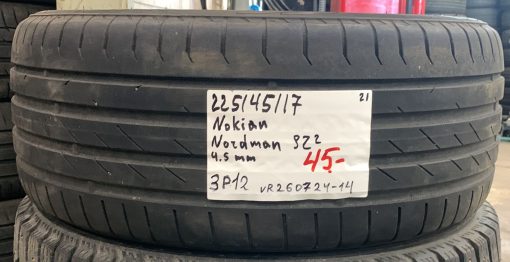 225/45/17 21
Nokian
Nordman SZ2
4.5 mm 45-
3P12 VR260724-14